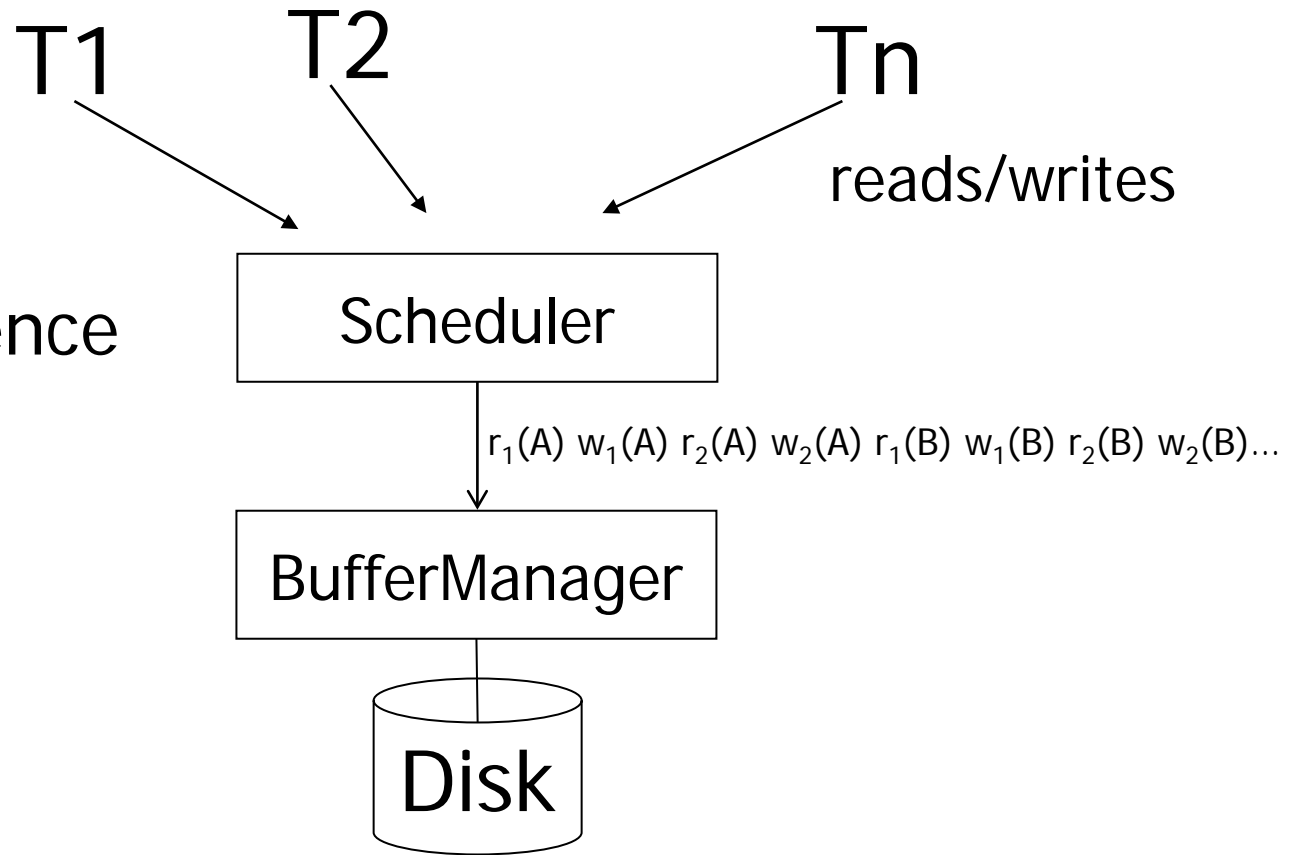 T1 T2 Tn
reads/writes
ence Scheduler
r₁(A) w₁(A) r₂(A) w₂(A) r₁(B) w₁(B) r₂(B) w₂(B)...
BufferManager
Disk